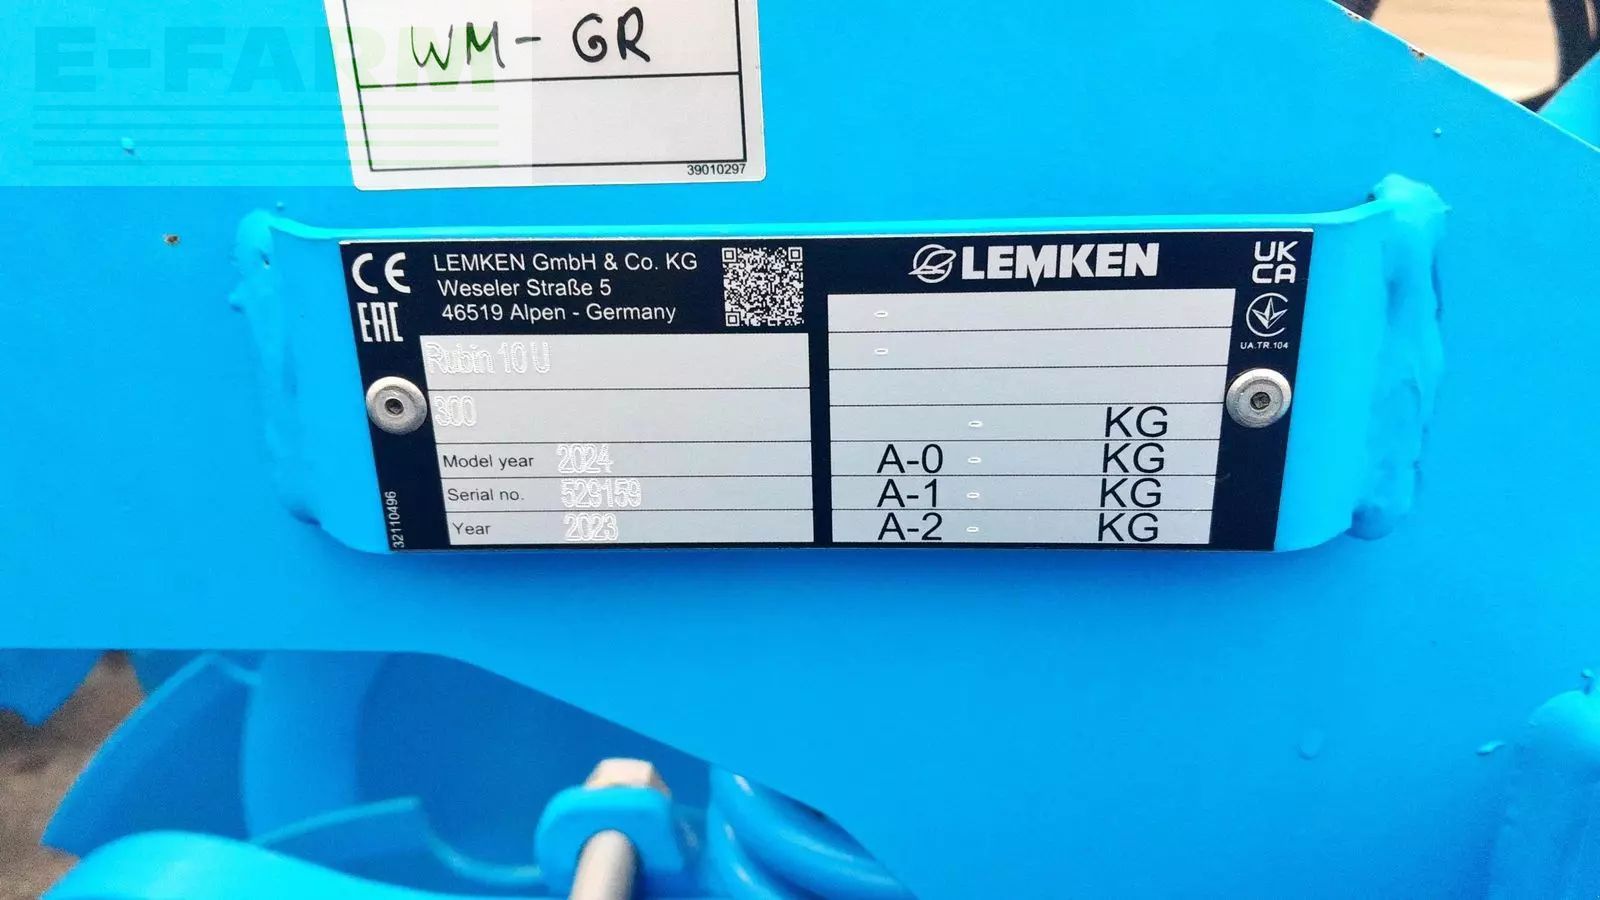 E-FARM
WM - GR
39010297
CE
LEMKEN GmbH & Co. KG
Weseler Straße 5
46519 Alpen - Germany
EAC
LEMKEN
UK
CA
UA.TR.104
Rubin 10 U
300
Model year 2024
Serial no. 529159
Year 2023
32110496
-
-
- KG
A-0 - KG
A-1 - KG
A-2 - KG